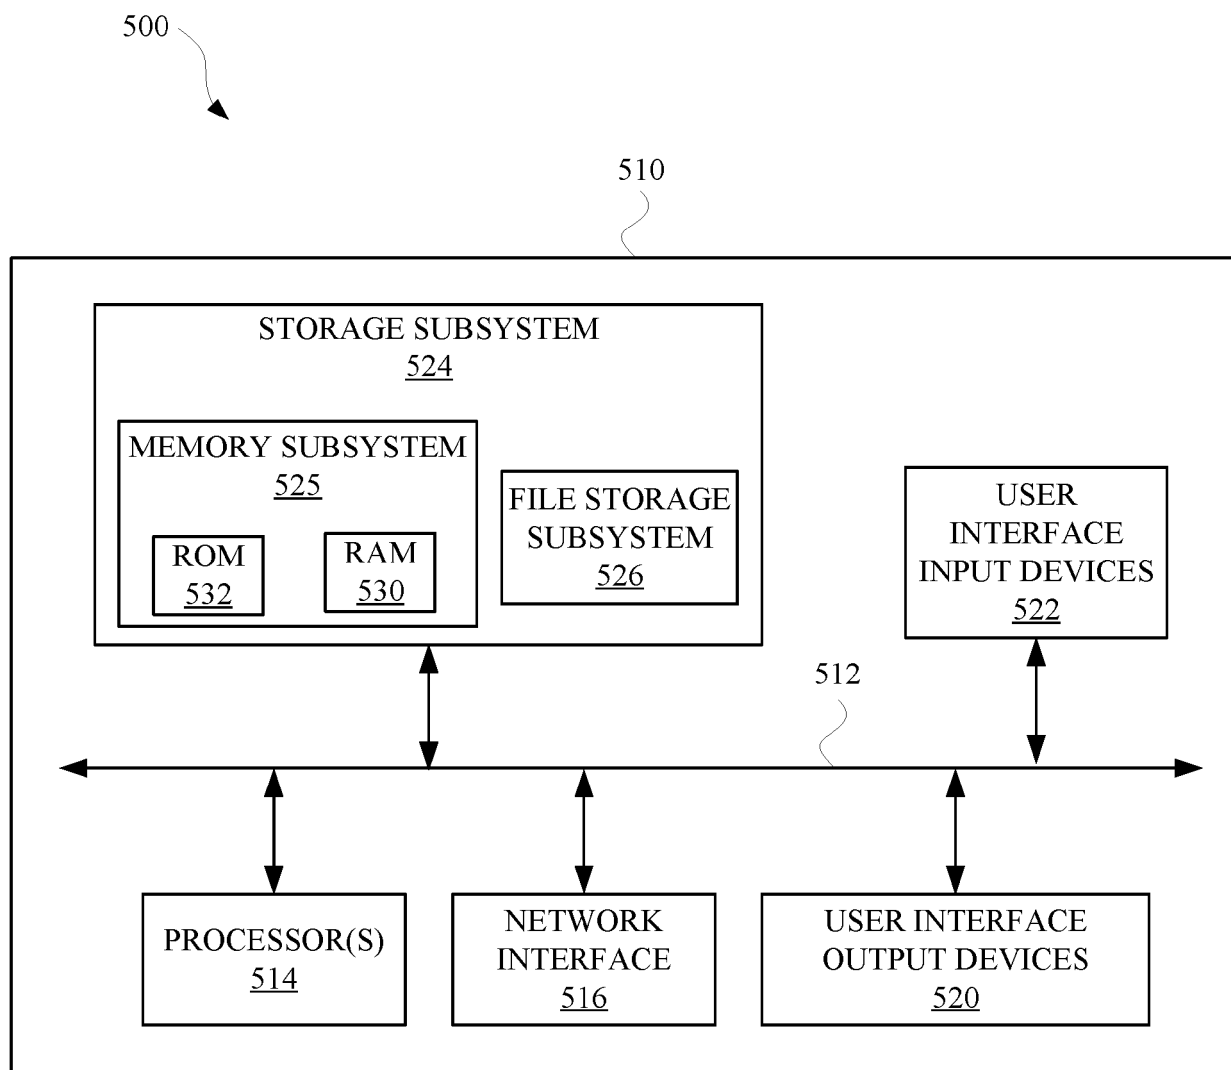 500
510
STORAGE SUBSYSTEM
524
MEMORY SUBSYSTEM
525
ROM
532
RAM
530
FILE STORAGE
SUBSYSTEM
526
USER
INTERFACE
INPUT DEVICES
522
512
PROCESSOR(S)
514
NETWORK
INTERFACE
516
USER INTERFACE
OUTPUT DEVICES
520